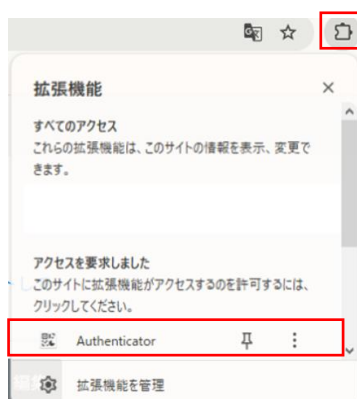 拡張機能
すべてのアクセス
これらの拡張機能は、このサイトの情報を表示、変更で
きます。
アクセスを要求しました
このサイトに拡張機能がアクセスするのを許可するには、
クリックしてください。
Authenticator
拡張機能を管理